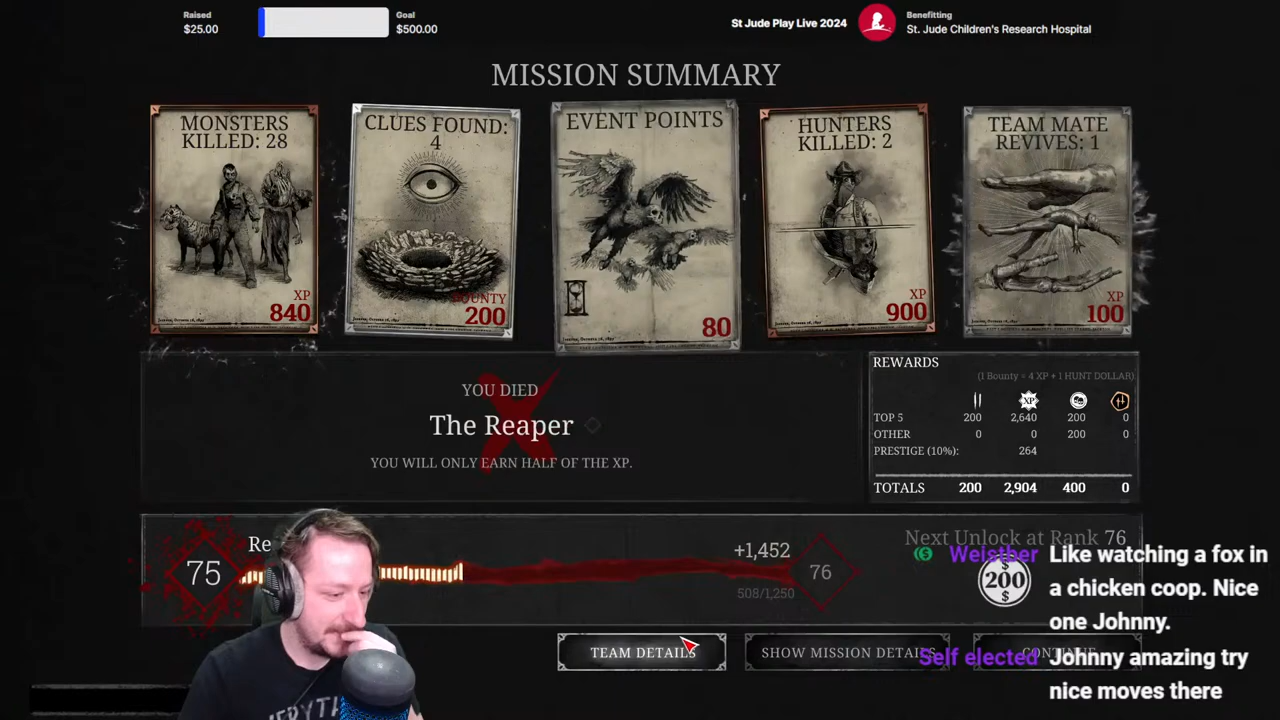 Raised
$25.00
Goal
$500.00
St Jude Play Live 2024
Benefitting
St. Jude Children's Research Hospital
MISSION SUMMARY
MONSTERS
KILLED: 28
XP
840
CLUES FOUND:
4
BOUNTY
200
EVENT POINTS
80
HUNTERS
KILLED: 2
XP
900
TEAM MATE
REVIVES: 1
XP
100
YOU DIED
The Reaper
YOU WILL ONLY EARN HALF OF THE XP.
REWARDS
(1 Bounty = 4 XP + 1 HUNT DOLLAR)
XP
TOP 5 200 2,640 200 0
OTHER 0 0 200 0
PRESTIGE (10%): 264
TOTALS 200 2,904 400 0
75
Re
+1,452
508/1,250
76
Next Unlock at Rank 76
$
200
$
Weisther Like watching a fox in
a chicken coop. Nice
one Johnny.
Self elected Johnny amazing try
nice moves there
TEAM DETAILS
SHOW MISSION DETAILS
CONTINUE